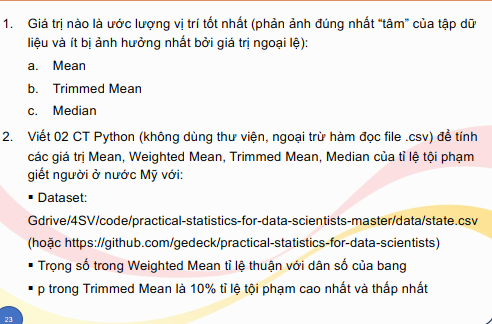 1. Giá trị nào là ước lượng vị trí tốt nhất (phản ảnh đúng nhất “tâm” của tập dữ
liệu và ít bị ảnh hưởng nhất bởi giá trị ngoại lệ):
a. Mean
b. Trimmed Mean
c. Median
2. Viết 02 CT Python (không dùng thư viện, ngoại trừ hàm đọc file .csv) để tính
các giá trị Mean, Weighted Mean, Trimmed Mean, Median của tỉ lệ tội phạm
giết người ở nước Mỹ với:
▪ Dataset:
Gdrive/4SV/code/practical-statistics-for-data-scientists-master/data/state.csv
(hoặc https://github.com/gedeck/practical-statistics-for-data-scientists)
▪ Trọng số trong Weighted Mean tỉ lệ thuận với dân số của bang
▪ p trong Trimmed Mean là 10% tỉ lệ tội phạm cao nhất và thấp nhất
23